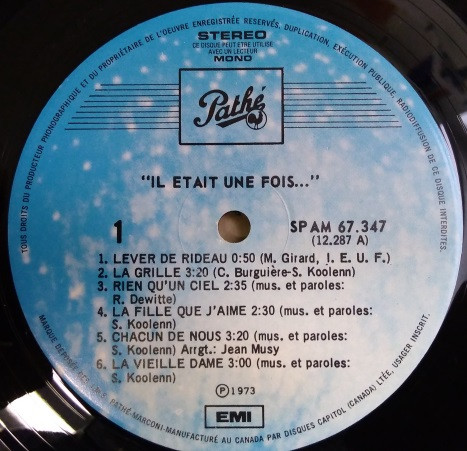 TOUS DROITS DU PRODUCTEUR PHONOGRAPHIQUE ET DU PROPRIÉTAIRE DE L'OEUVRE ENREGISTRÉE RESERVÉS, DUPLICATION, EXÉCUTION PUBLIQUE, RADIODIFFUSION DE CE DISQUE INTERDITES.
STEREO
CE DISQUE PEUT ÊTRE UTILISÉ
AVEC UN LECTEUR
MONO
Pathé
"IL ETAIT UNE FOIS..."
1
SPAM 67.347
(12.287 A)
1. LEVER DE RIDEAU 0:50 (M. Girard, I. E. U. F.)
2. LA GRILLE 3:20 (C. Burguière-S. Koolenn)
3. RIEN QU'UN CIEL 2:35 (mus. et paroles:
R. Dewitte)
4. LA FILLE QUE J'AIME 2:30 (mus. et paroles:
S. Koolenn)
5. CHACUN DE NOUS 3:20 (mus. et paroles:
S. Koolenn) Arrgt.: Jean Musy
6. LA VIEILLE DAME 3:00 (mus. et paroles:
S. Koolenn)
Ⓟ 1973
EMI
MARQUE DÉPOSÉE PATHÉ-MARCONI-MANUFACTURÉ AU CANADA PAR DISQUES CAPITOL (CANADA) LTÉE, USAGER INSCRIT.